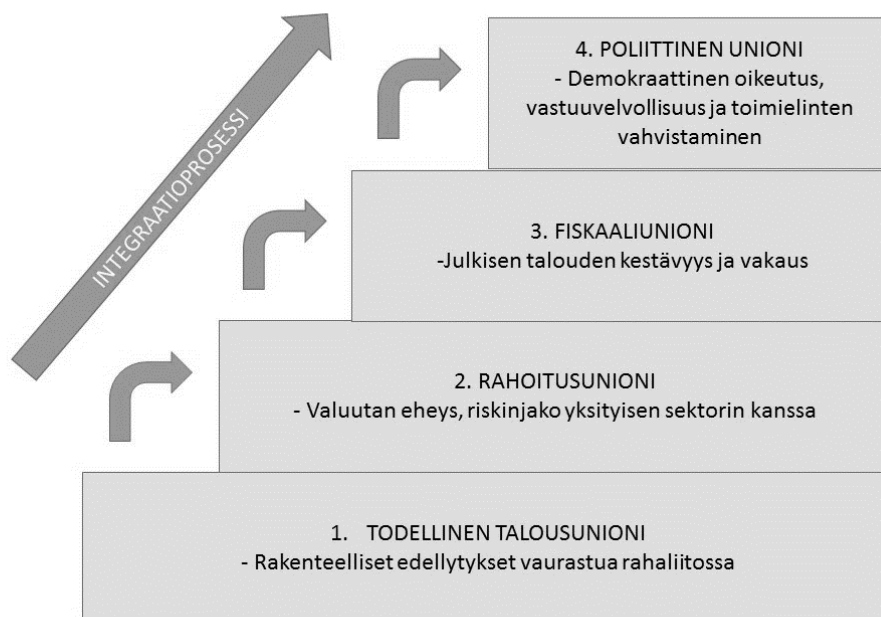 INTEGRAATIOPROSESSI
4. POLIITTINEN UNIONI
- Demokraattinen oikeutus,
vastuuvelvollisuus ja toimielinten
vahvistaminen
3. FISKAALIUNIONI
-Julkisen talouden kestävyys ja vakaus
2. RAHOITUSUNIONI
- Valuutan eheys, riskinjako yksityisen sektorin kanssa
1. TODELLINEN TALOUSUNIONI
- Rakenteelliset edellytykset vaurastua rahaliitossa